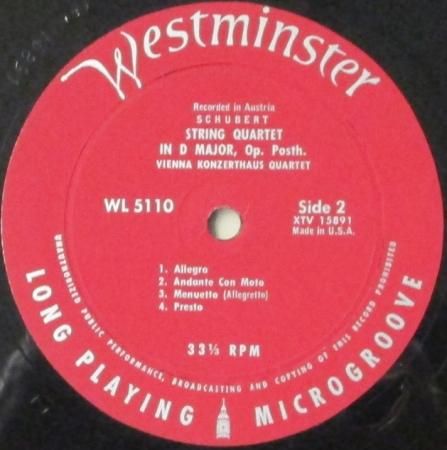 Westminster
Recorded in Austria
SCHUBERT
STRING QUARTET
IN D MAJOR, Op. Posth.
VIENNA KONZERTHAUS QUARTET
WL 5110
Side 2
XTV 15891
Made in U.S.A.
1. Allegro
2. Andante Con Moto
3. Menuetto (Allegretto)
4. Presto
33⅓ RPM
UNAUTHORIZED PUBLIC PERFORMANCE, BROADCASTING AND COPYING OF THIS RECORD PROHIBITED
LONG PLAYING MICROGROOVE